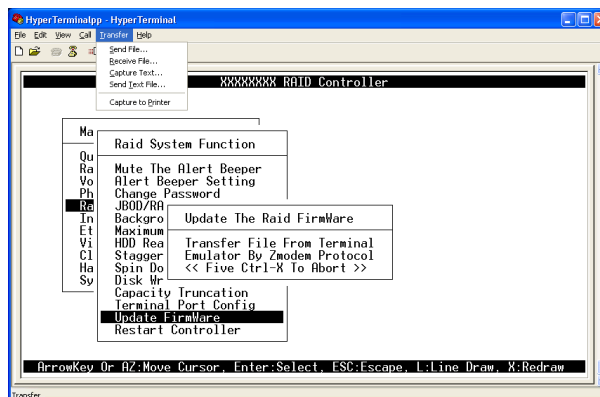 HyperTerminalpp - HyperTerminal
File Edit View Call Transfer Help
Send File...
Receive File...
Capture Text...
Send Text File...
Capture to Printer
XXXXXXXX RAID Controller
Ma
Qu
Ra
Vo
Ph
Ra
In
Et
Vi
Cl
Ha
Sy
Raid System Function
Mute The Alert Beeper
Alert Beeper Setting
Change Password
JBOD/RA
Backgro
Maximum
HDD Rea
Stagger
Spin Do
Disk Wr
Capacity Truncation
Terminal Port Config
Update FirmWare
Restart Controller
Update The Raid FirmWare
Transfer File From Terminal
Emulator By Zmodem Protocol
<< Five Ctrl-X To Abort >>
ArrowKey Or AZ:Move Cursor, Enter:Select, ESC:Escape, L:Line Draw, X:Redraw
Transfer